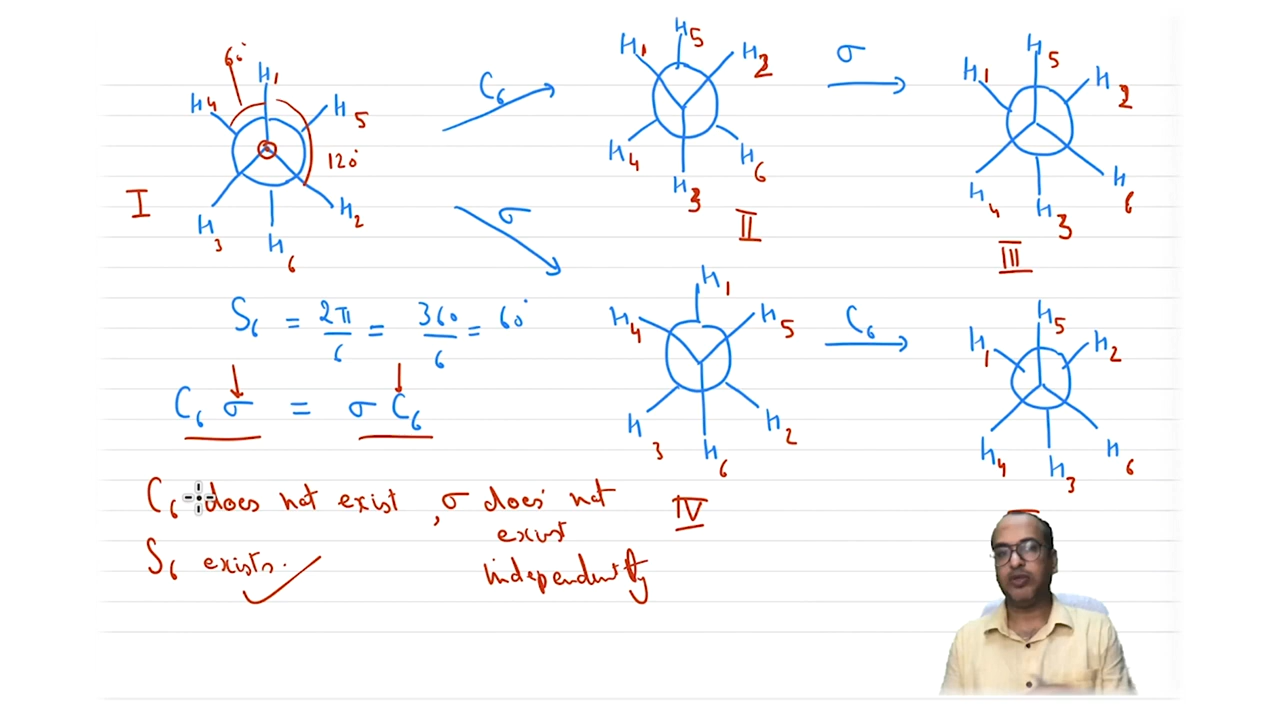 60°
H1
H4
H5
120°
H3
H2
H6
I
C6
H1
H5
H2
H4
H6
H3
II
σ
H1
H5
H2
H4
H6
H3
III
σ
S6 = 2π/6 = 360/6 = 60°
C6 σ = σ C6
H1
H4
H5
H3
H2
H6
IV
C6
H5
H1
H2
H4
H6
H3
C6 does not exist , σ does not
exist
independently
S6 exists.